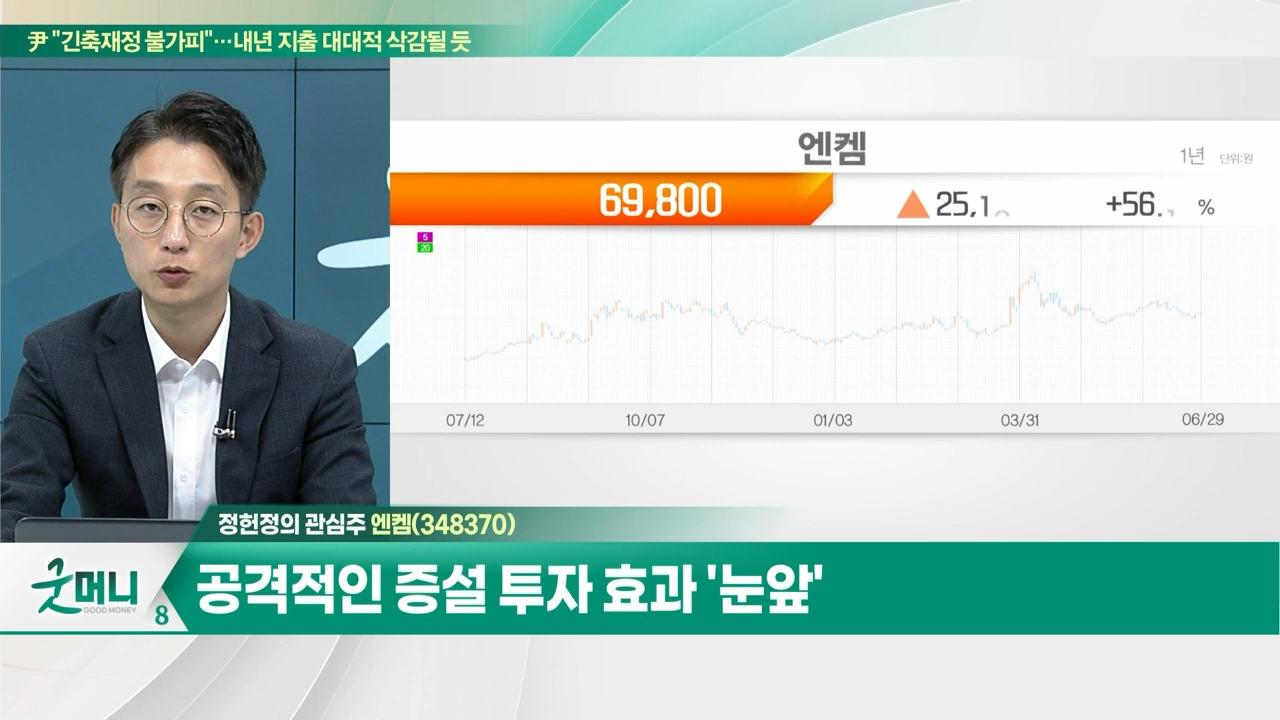 尹 "긴축재정 불가피"…내년 지출 대대적 삭감될 듯
엔켐
1년 단위:원
69,800
▲ 25,1
+56. %
5
20
07/12 10/07 01/03 03/31 06/29
정헌정의 관심주 엔켐(348370)
굿머니
GOOD MONEY
8
공격적인 증설 투자 효과 '눈앞'